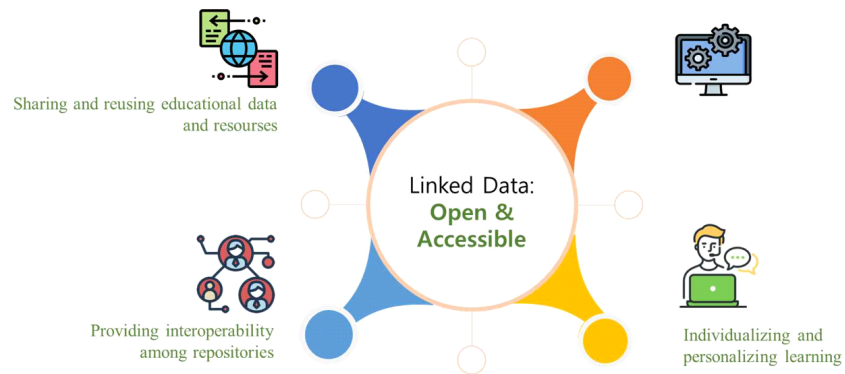 Sharing and reusing educational data
and resourses
Linked Data:
Open &
Accessible
Providing interoperability
among repositories
Individualizing and
personalizing learning